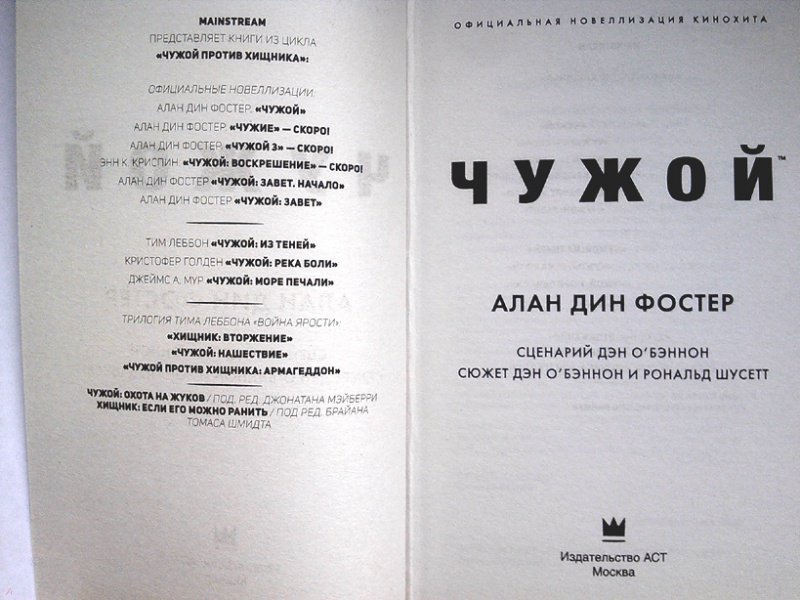 MAINSTREAM
ПРЕДСТАВЛЯЕТ КНИГИ ИЗ ЦИКЛА
«ЧУЖОЙ ПРОТИВ ХИЩНИКА»:
ОФИЦИАЛЬНЫЕ НОВЕЛЛИЗАЦИИ:
АЛАН ДИН ФОСТЕР. «ЧУЖОЙ»
АЛАН ДИН ФОСТЕР. «ЧУЖИЕ» — СКОРО!
АЛАН ДИН ФОСТЕР. «ЧУЖОЙ 3» — СКОРО!
ЭНН К. КРИСПИН. «ЧУЖОЙ: ВОСКРЕШЕНИЕ» — СКОРО!
АЛАН ДИН ФОСТЕР «ЧУЖОЙ: ЗАВЕТ. НАЧАЛО»
АЛАН ДИН ФОСТЕР «ЧУЖОЙ: ЗАВЕТ»
ТИМ ЛЕББОН «ЧУЖОЙ: ИЗ ТЕНЕЙ»
КРИСТОФЕР ГОЛДЕН «ЧУЖОЙ: РЕКА БОЛИ»
ДЖЕЙМС А. МУР «ЧУЖОЙ: МОРЕ ПЕЧАЛИ»
ТРИЛОГИЯ ТИМА ЛЕББОНА «ВОЙНА ЯРОСТИ»:
«ХИЩНИК: ВТОРЖЕНИЕ»
«ЧУЖОЙ: НАШЕСТВИЕ»
«ЧУЖОЙ ПРОТИВ ХИЩНИКА: АРМАГЕДДОН»
ЧУЖОЙ: ОХОТА НА ЖУКОВ / ПОД. РЕД. ДЖОНАТАНА МЭЙБЕРРИ
ХИЩНИК: ЕСЛИ ЕГО МОЖНО РАНИТЬ / ПОД РЕД. БРАЙАНА
ТОМАСА ШМИДТА
ОФИЦИАЛЬНАЯ НОВЕЛЛИЗАЦИЯ КИНОХИТА
ЧУЖОЙ™
АЛАН ДИН ФОСТЕР
СЦЕНАРИЙ ДЭН О'БЭННОН
СЮЖЕТ ДЭН О'БЭННОН И РОНАЛЬД ШУСЕТТ
Издательство АСТ
Москва